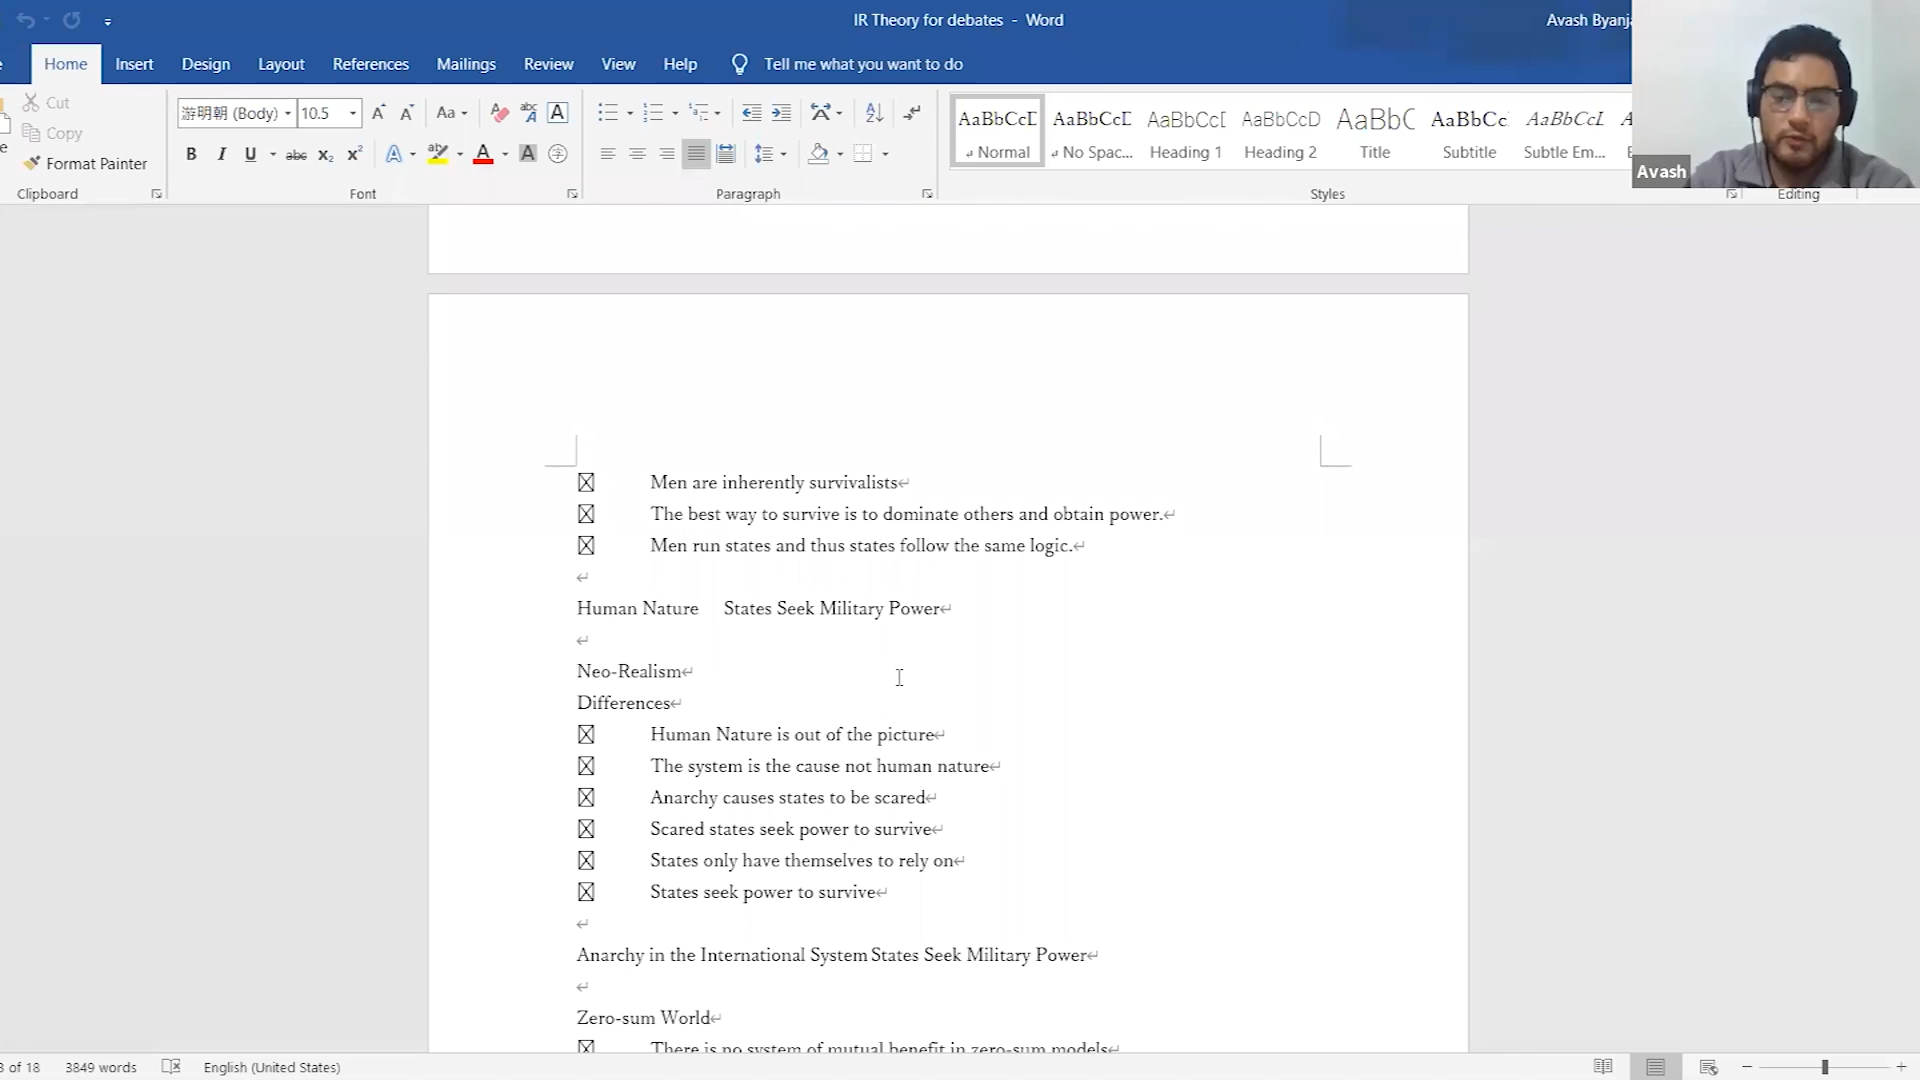 IR Theory for debates - Word
Avash
Home Insert Design Layout References Mailings Review View Help Tell me what you want to do
Cut
Copy
Format Painter
Clipboard
游明朝 (Body) 10.5
Font
Paragraph
AaBbCcD AaBbCcD AaBbCcD AaBbCcD AaBbC AaBbCc AaBbCcL
Normal No Spac... Heading 1 Heading 2 Title Subtitle Subtle Em...
Styles
Editing
Avash
Men are inherently survivalists
The best way to survive is to dominate others and obtain power.
Men run states and thus states follow the same logic.
Human Nature States Seek Military Power
Neo-Realism
Differences
Human Nature is out of the picture
The system is the cause not human nature
Anarchy causes states to be scared
Scared states seek power to survive
States only have themselves to rely on
States seek power to survive
Anarchy in the International System States Seek Military Power
Zero-sum World
There is no system of mutual benefit in zero-sum models
of 18 3849 words English (United States)